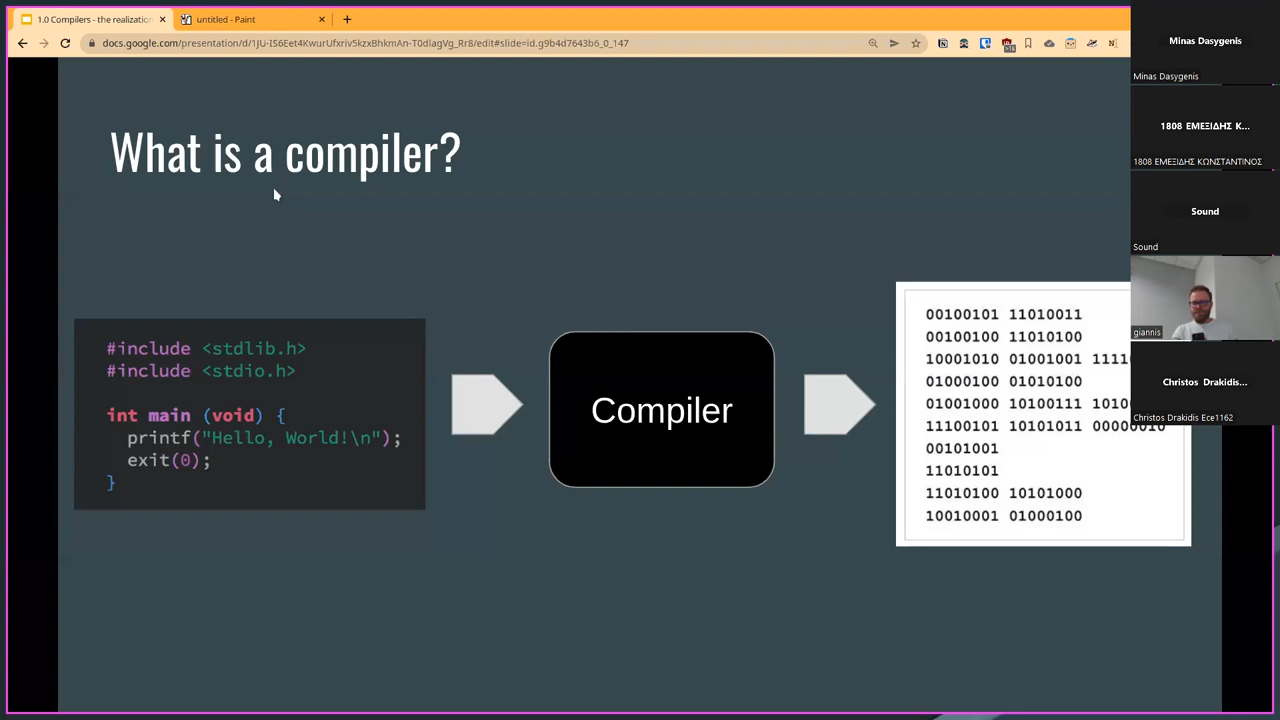 1.0 Compilers - the realization
untitled - Paint
docs.google.com/presentation/d/1JU-IS6Eet4KwurUfxriv5kzxBhkmAn-T0dlagVg_Rr8/edit#slide=id.g9b4d7643b6_0_147
What is a compiler?
#include <stdlib.h>
#include <stdio.h>
int main (void) {
printf("Hello, World!\n");
exit(0);
}
Compiler
00100101 11010011
00100100 11010100
10001010 01001001 1111
01000100 01010100
01001000 10100111 1010
11100101 10101011 00000010
00101001
11010101
11010100 10101000
10010001 01000100
Minas Dasygenis
Minas Dasygenis
1808 ΕΜΕΞΙΔΗΣ Κ...
1808 ΕΜΕΞΙΔΗΣ ΚΩΝΣΤΑΝΤΙΝΟΣ
Sound
Sound
giannis
Christos Drakidis...
Christos Drakidis Ece1162